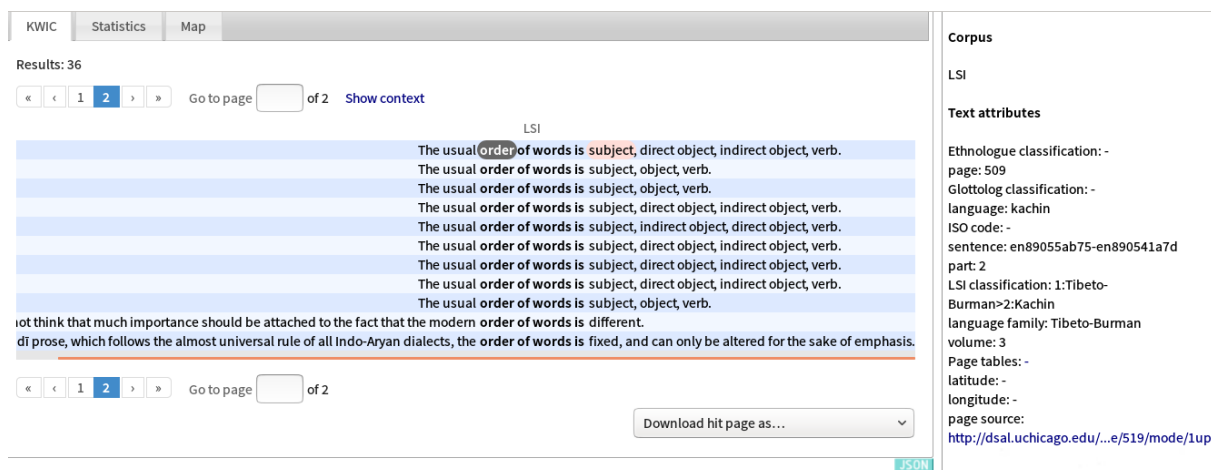 KWIC Statistics Map
Results: 36
« ‹ 1 2 › » Go to page of 2 Show context
LSI
The usual order of words is subject, direct object, indirect object, verb.
The usual order of words is subject, object, verb.
The usual order of words is subject, object, verb.
The usual order of words is subject, direct object, indirect object, verb.
The usual order of words is subject, indirect object, direct object, verb.
The usual order of words is subject, direct object, indirect object, verb.
The usual order of words is subject, direct object, indirect object, verb.
The usual order of words is subject, direct object, indirect object, verb.
The usual order of words is subject, object, verb.
not think that much importance should be attached to the fact that the modern order of words is different.
dī prose, which follows the almost universal rule of all Indo-Aryan dialects, the order of words is fixed, and can only be altered for the sake of emphasis.
« ‹ 1 2 › » Go to page of 2
Download hit page as...
JSON
Corpus
LSI
Text attributes
Ethnologue classification: -
page: 509
Glottolog classification: -
language: kachin
ISO code: -
sentence: en89055ab75-en890541a7d
part: 2
LSI classification: 1:Tibeto-
Burman>2:Kachin
language family: Tibeto-Burman
volume: 3
Page tables: -
latitude: -
longitude: -
page source:
http://dsal.uchicago.edu/...e/519/mode/1up